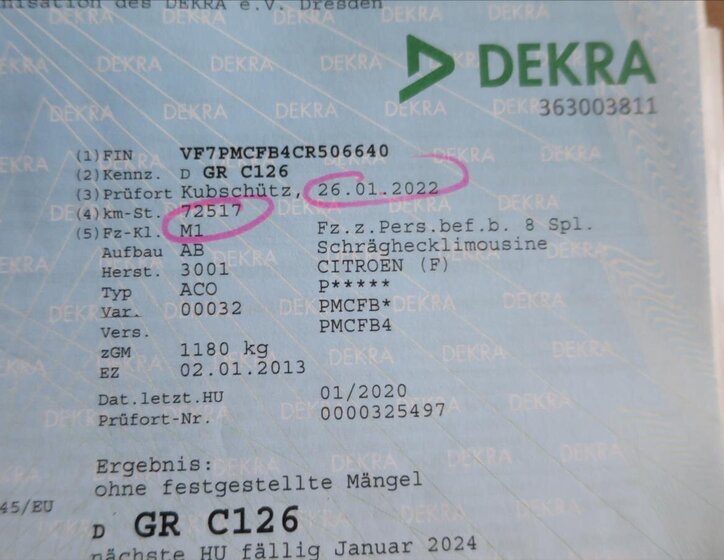 nisation des DEKRA e.V. Dresden
DEKRA
363003811
(1) FIN VF7PMCFB4CR506640
(2) Kennz. D GR C126
(3) Prüfort Kubschütz, 26.01.2022
(4) km-St. 72517
(5) Fz-Kl. M1 Fz.z.Pers.bef.b. 8 Spl.
Aufbau AB Schräghecklimousine
Herst. 3001 CITROEN (F)
Typ ACO P*****
Var. 00032 PMCFB*
Vers. PMCFB4
zGM 1180 kg
EZ 02.01.2013
Dat.letzt.HU 01/2020
Prüfort-Nr. 0000325497
Ergebnis:
ohne festgestellte Mängel
45/EU
D GR C126
nächste HU fällig Januar 2024